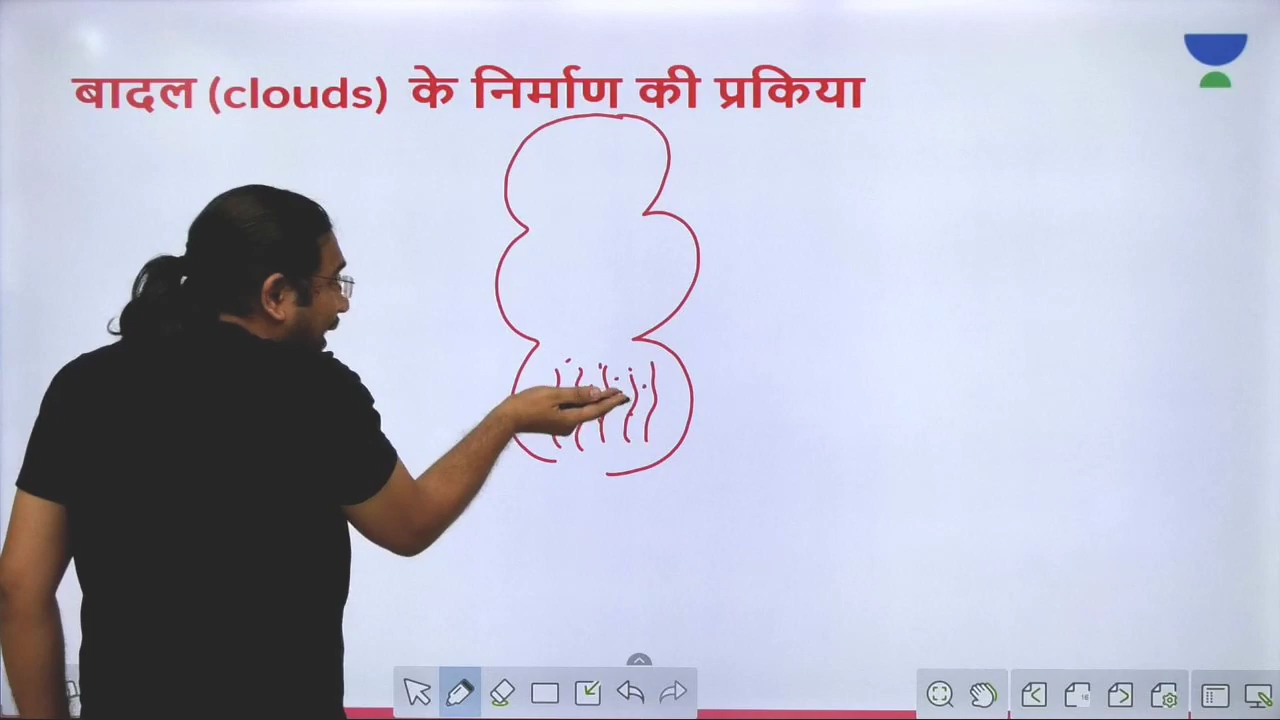 बादल (clouds) के निर्माण की प्रकिया